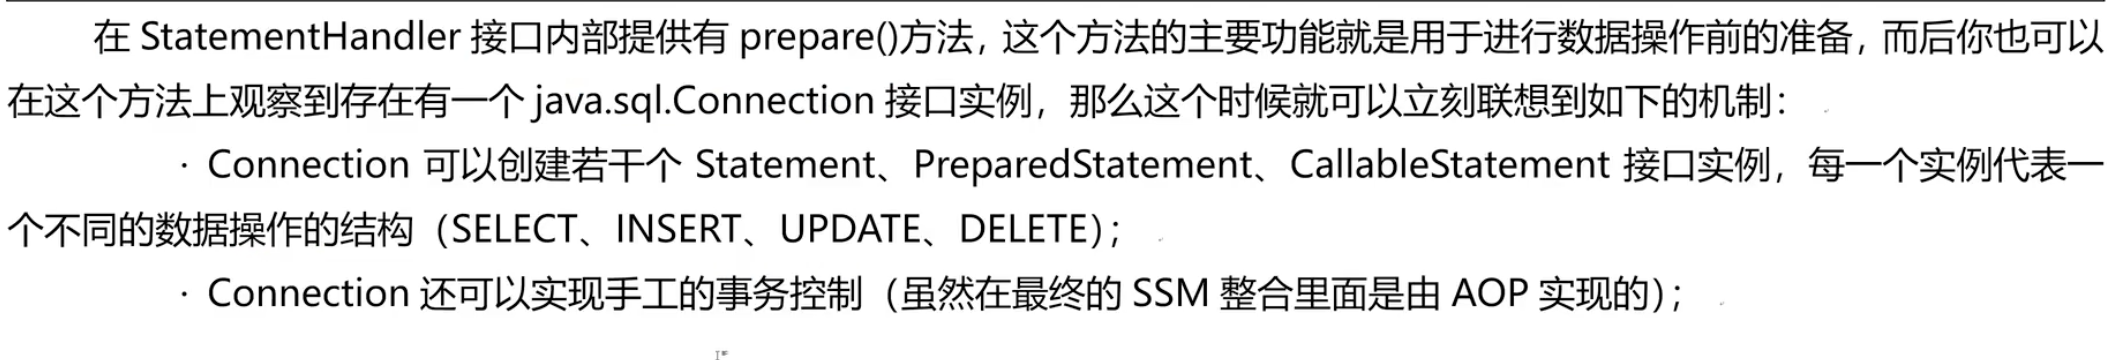 在 StatementHandler 接口内部提供有 prepare()方法，这个方法的主要功能就是用于进行数据操作前的准备，而后你也可以
在这个方法上观察到存在有一个 java.sql.Connection 接口实例，那么这个时候就可以立刻联想到如下的机制：
· Connection 可以创建若干个 Statement、PreparedStatement、CallableStatement 接口实例，每一个实例代表一
个不同的数据操作的结构（SELECT、INSERT、UPDATE、DELETE）；
· Connection 还可以实现手工的事务控制（虽然在最终的 SSM 整合里面是由 AOP 实现的）；